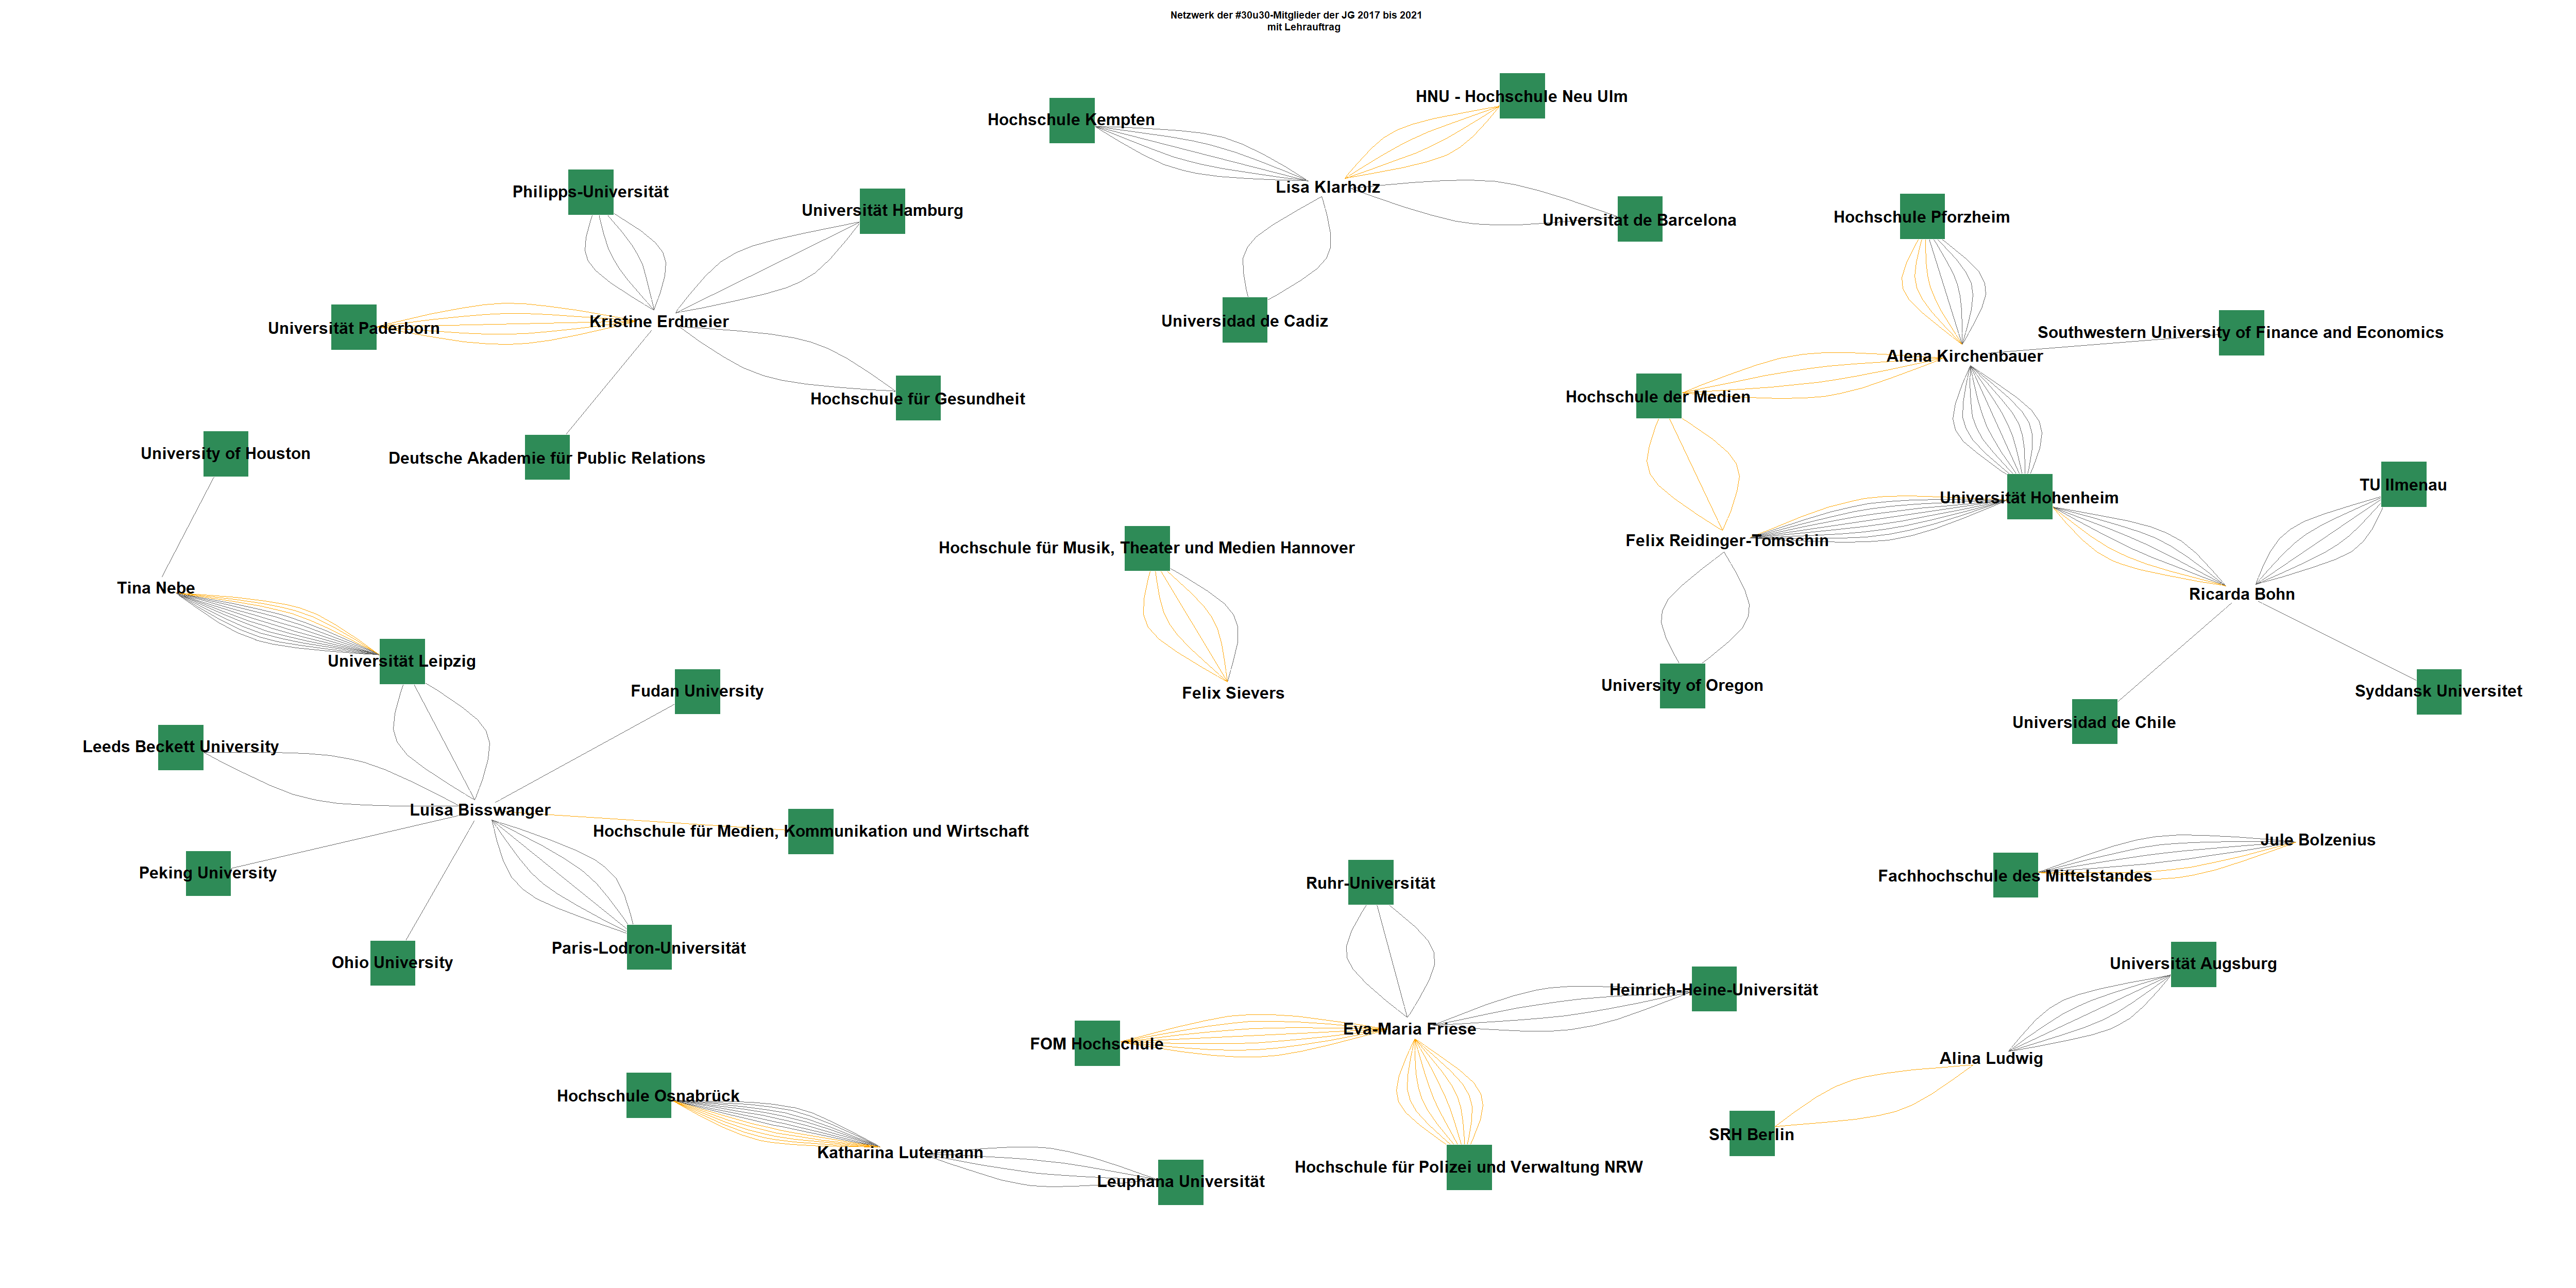 Netzwerk der #30u30-Mitglieder der JG 2017 bis 2021
mit Lehrauftrag
HNU - Hochschule Neu Ulm
Hochschule Kempten
Lisa Klarholz
Philipps-Universität
Universität Hamburg
Universitat de Barcelona
Hochschule Pforzheim
Universität Paderborn
Kristine Erdmeier
Universidad de Cadiz
Southwestern University of Finance and Economics
Alena Kirchenbauer
Hochschule für Gesundheit
Hochschule der Medien
University of Houston
Deutsche Akademie für Public Relations
TU Ilmenau
Universität Hohenheim
Hochschule für Musik, Theater und Medien Hannover
Felix Reidinger-Tomschin
Tina Nebe
Ricarda Bohn
Universität Leipzig
Fudan University
Felix Sievers
University of Oregon
Syddansk Universitet
Universidad de Chile
Leeds Beckett University
Luisa Bisswanger
Hochschule für Medien, Kommunikation und Wirtschaft
Jule Bolzenius
Peking University
Ruhr-Universität
Fachhochschule des Mittelstandes
Ohio University
Paris-Lodron-Universität
Universität Augsburg
Heinrich-Heine-Universität
Eva-Maria Friese
FOM Hochschule
Alina Ludwig
Hochschule Osnabrück
SRH Berlin
Katharina Lutermann
Hochschule für Polizei und Verwaltung NRW
Leuphana Universität